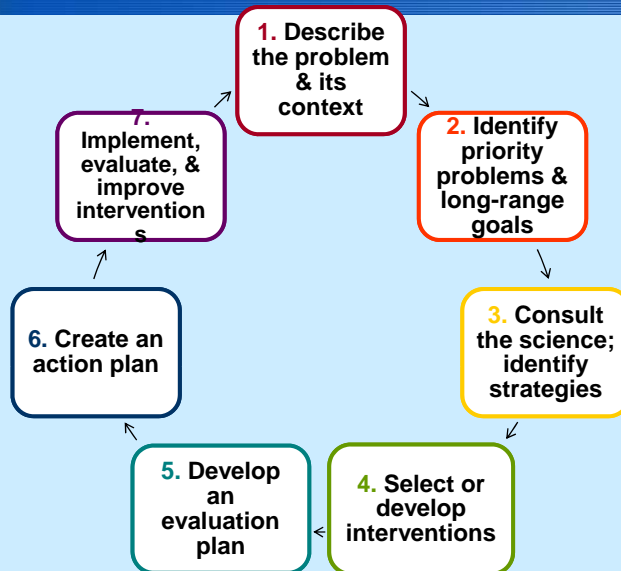 1. Describe
the problem
& its
context
2. Identify
priority
problems &
long-range
goals
3. Consult
the science;
identify
strategies
4. Select or
develop
interventions
5. Develop
an
evaluation
plan
6. Create an
action plan
7.
Implement,
evaluate, &
improve
intervention
s